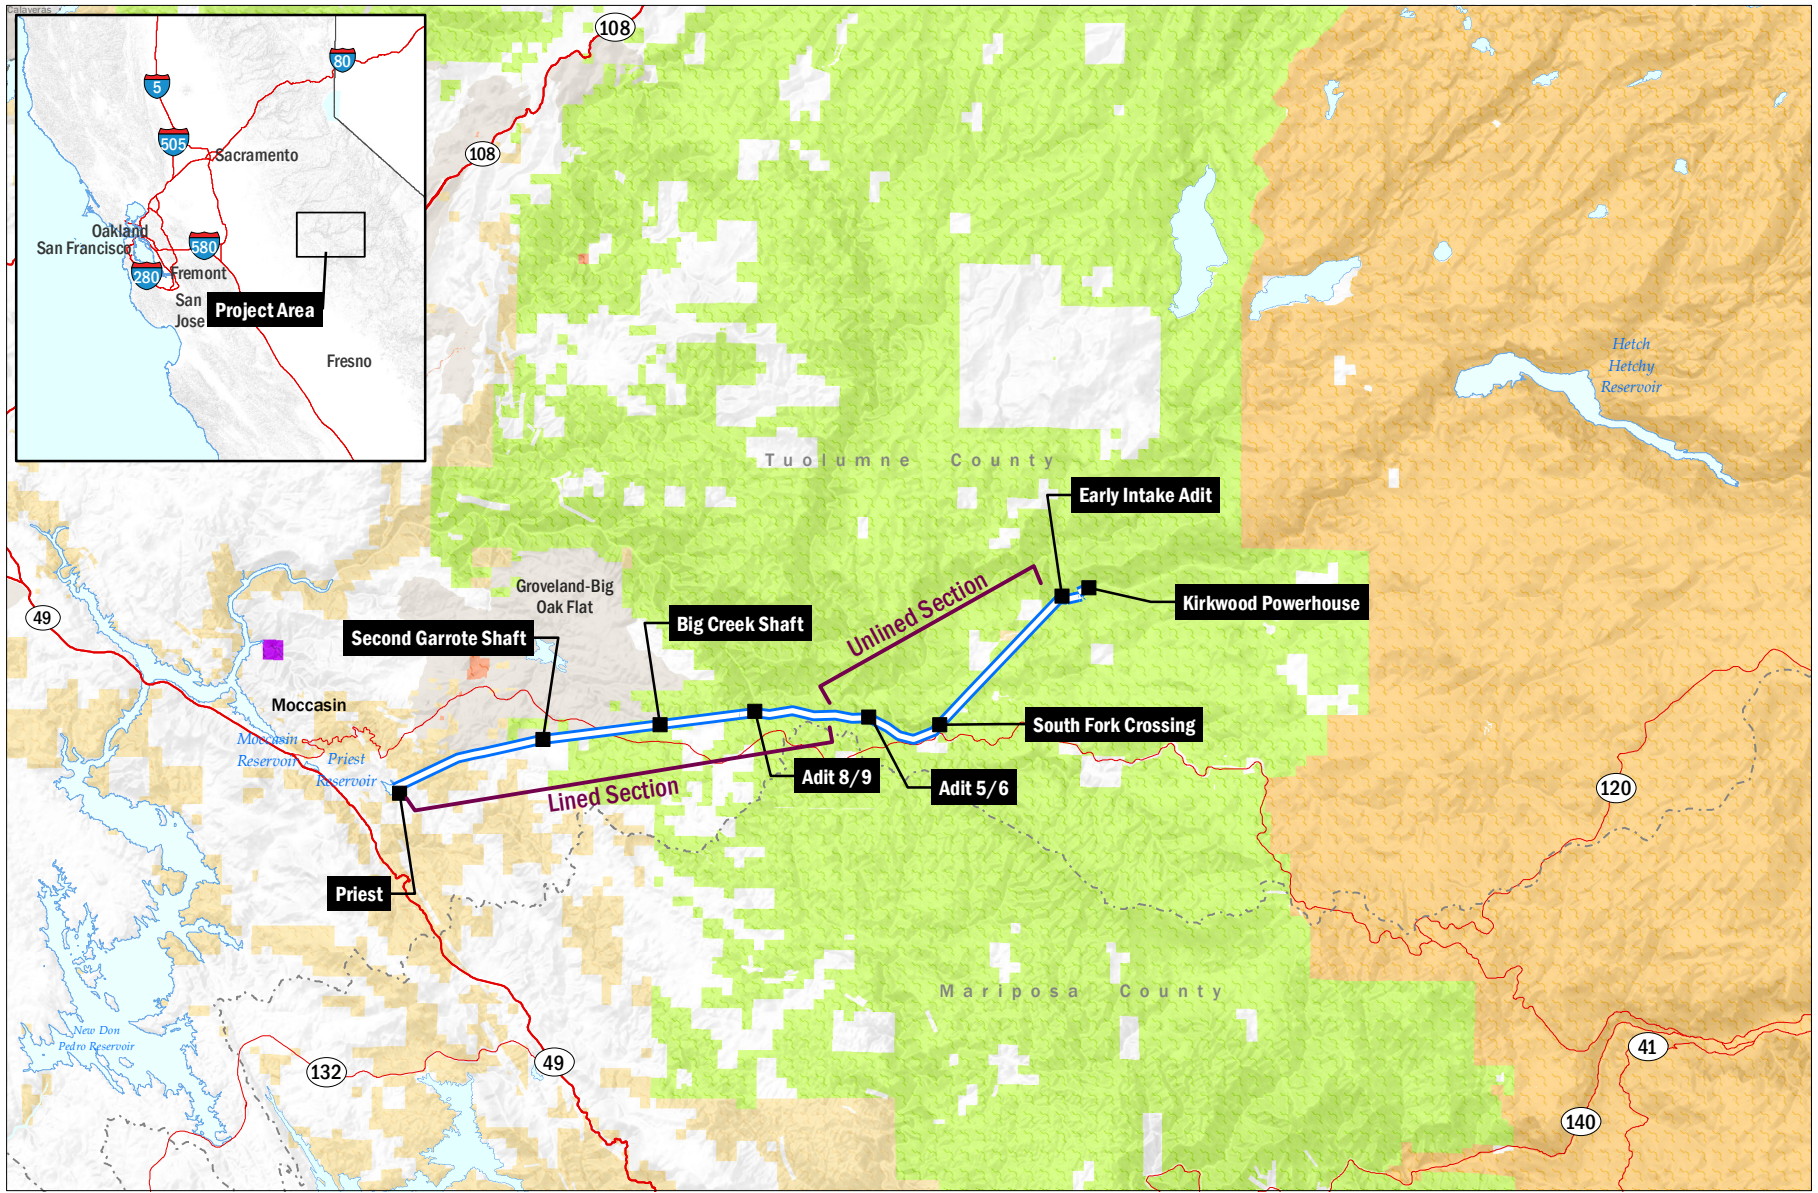 Calaveras
108
80
5
505
108
Sacramento
Oakland
San Francisco
580
280
Fremont
San
Jose
Project Area
Fresno
Hetch
Hetchy
Reservoir
Tuolumne County
Early Intake Adit
Groveland-Big
Oak Flat
Kirkwood Powerhouse
49
Second Garrote Shaft
Big Creek Shaft
Unlined Section
Moccasin
South Fork Crossing
Moccasin
Reservoir
Priest
Reservoir
Adit 8/9
Adit 5/6
Lined Section
120
Priest
Mariposa County
New Don
Pedro Reservoir
132
49
41
140